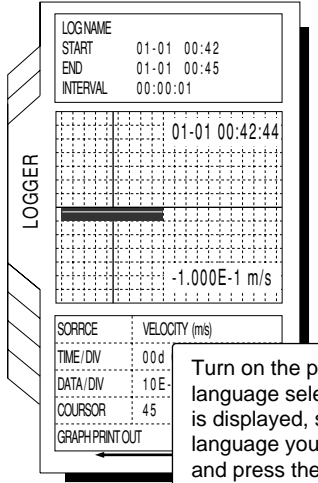 LOG NAME
START 01-01 00:42
END 01-01 00:45
INTERVAL 00:00:01
LOGGER
01-01 00:42:44
-1.000E-1 m/s
SORRCE VELOCITY (m/s)
TIME/DIV 00d
DATA/DIV 10E-
COURSOR 45
GRAPH PRINT OUT
Turn on the
language
is displayed,
language
and press the